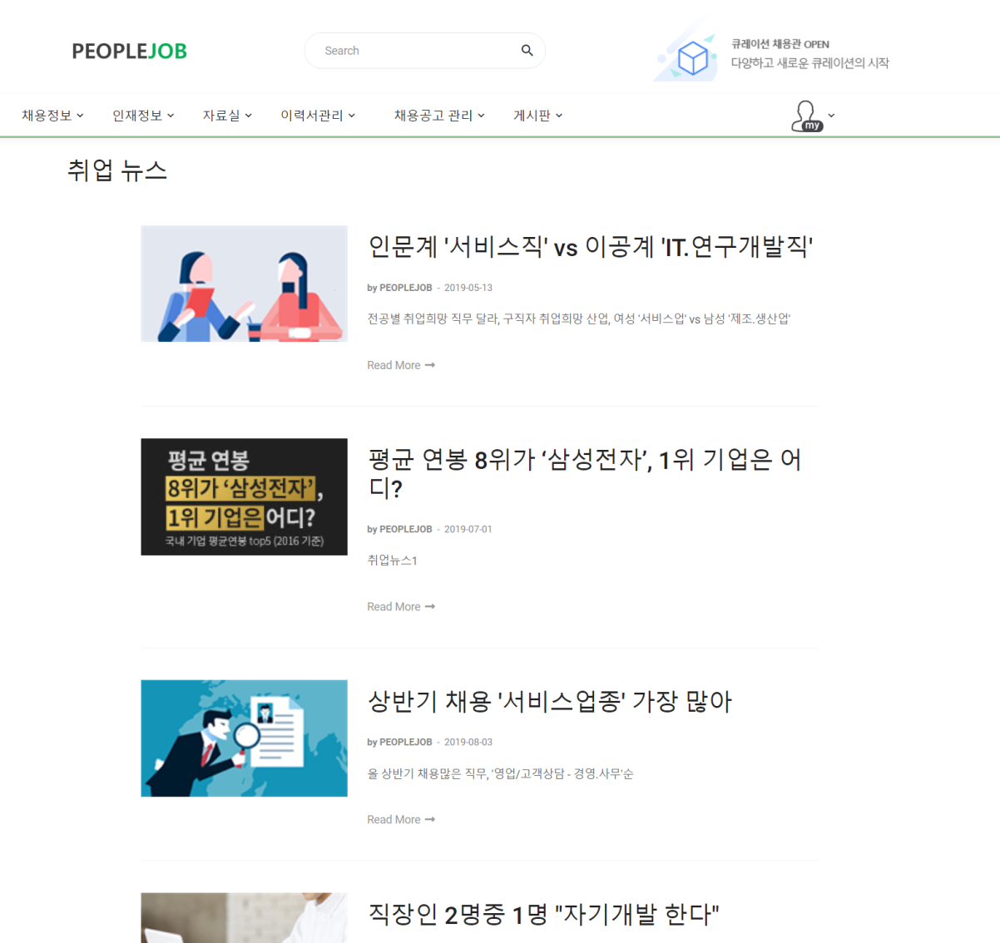 PEOPLEJOB
Search
큐레이션 채용관 OPEN
다양하고 새로운 큐레이션의 시작
채용정보
인재정보
자료실
이력서관리
채용공고 관리
게시판
my
취업 뉴스
인문계 '서비스직' vs 이공계 'IT.연구개발직'
by PEOPLEJOB - 2019-05-13
전공별 취업희망 직무 달라, 구직자 취업희망 산업, 여성 '서비스업' vs 남성 '제조.생산업'
Read More
평균 연봉
8위가 ‘삼성전자’,
1위 기업은 어디?
국내 기업 평균연봉 top5 (2016 기준)
평균 연봉 8위가 ‘삼성전자’, 1위 기업은 어
디?
by PEOPLEJOB - 2019-07-01
취업뉴스1
Read More
상반기 채용 '서비스업종' 가장 많아
by PEOPLEJOB - 2019-08-03
올 상반기 채용많은 직무, '영업/고객상담 - 경영.사무'순
Read More
직장인 2명중 1명 "자기개발 한다"